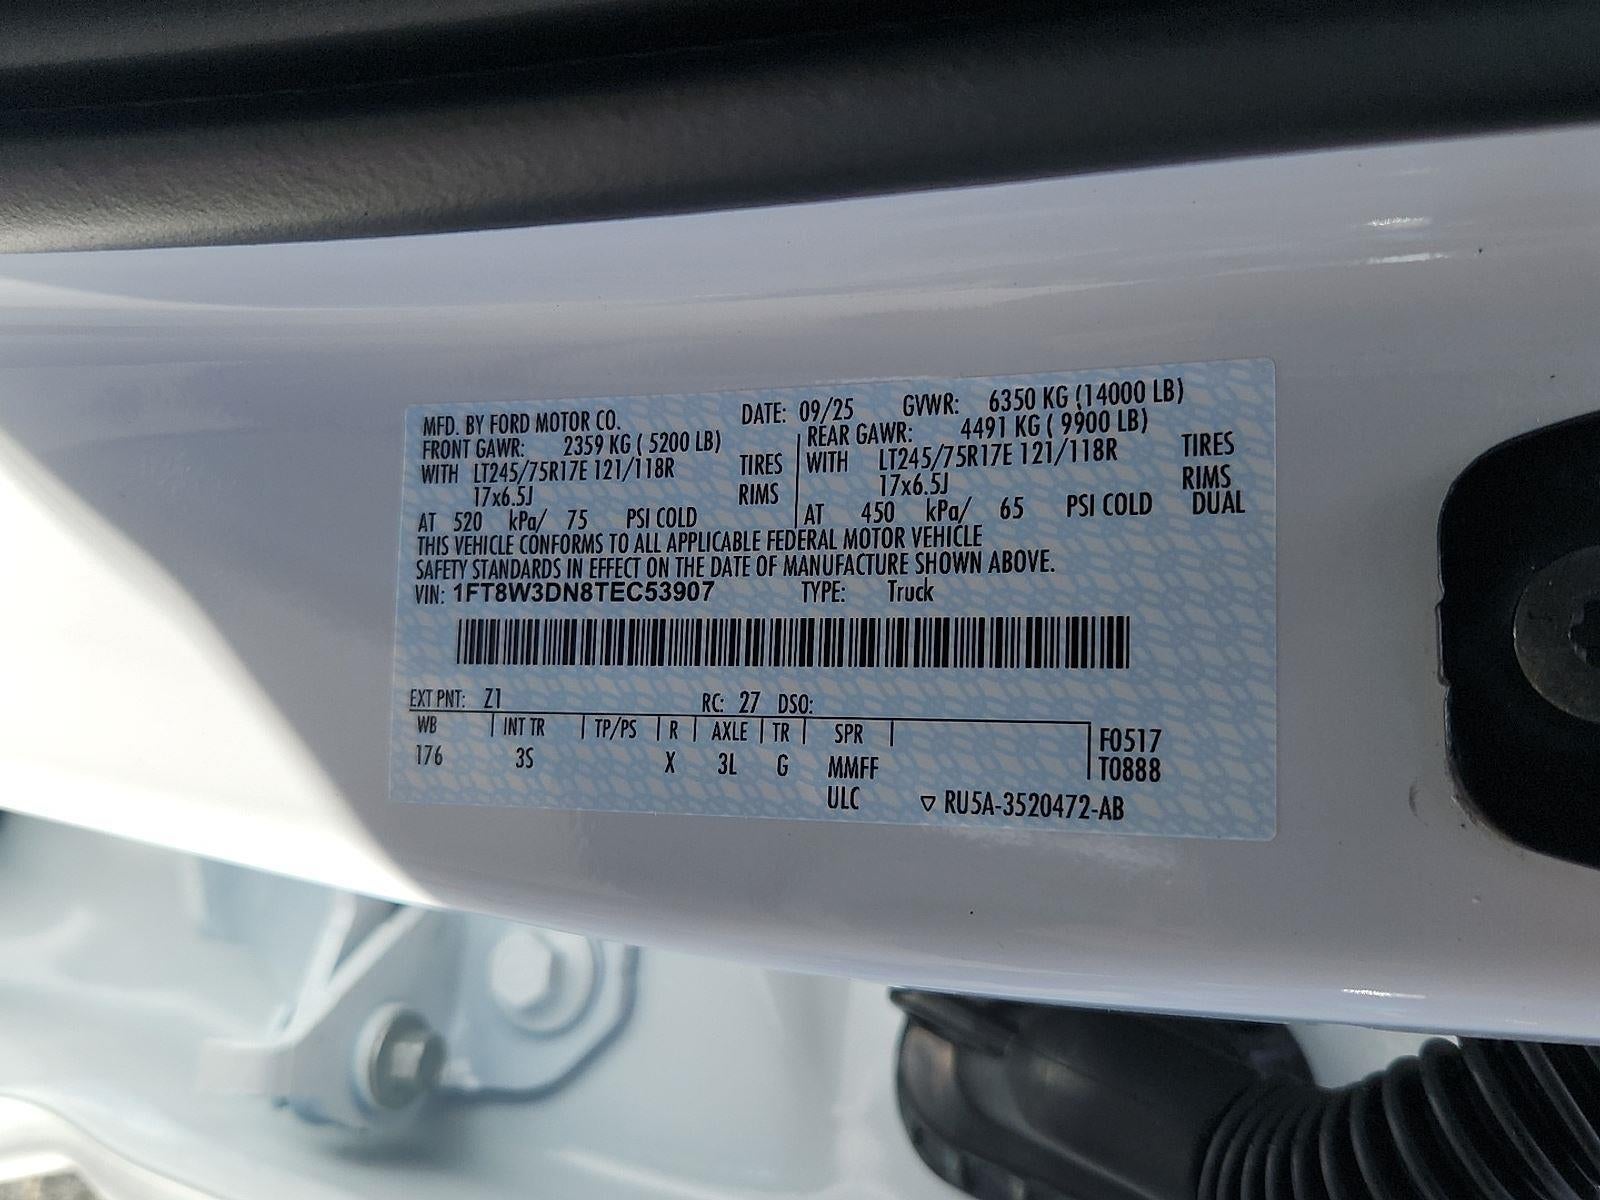 MFD. BY FORD MOTOR CO. DATE: 09/25 GVWR: 6350 KG (14000 LB)
FRONT GAWR: 2359 KG ( 5200 LB) REAR GAWR: 4491 KG ( 9900 LB)
WITH LT245/75R17E 121/118R TIRES WITH LT245/75R17E 121/118R TIRES
17x6.5J RIMS 17x6.5J RIMS
AT 520 kPa/ 75 PSI COLD AT 450 kPa/ 65 PSI COLD DUAL
THIS VEHICLE CONFORMS TO ALL APPLICABLE FEDERAL MOTOR VEHICLE
SAFETY STANDARDS IN EFFECT ON THE DATE OF MANUFACTURE SHOWN ABOVE.
VIN: 1FT8W3DN8TEC53907 TYPE: Truck
EXT PNT: Z1 RC: 27 DSO:
WB INT TR TP/PS R AXLE TR SPR F0517
176 3S X 3L G MMFF T0888
ULC ▽ RU5A-3520472-AB